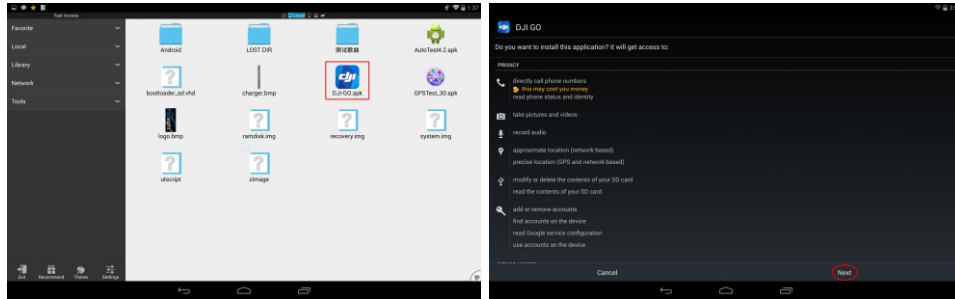 1:37
Fast Access
Local
Favorite
Local
Library
Network
Tools
Android
LOST.DIR
测试歌曲
AutoTest4.2.apk
bootloader_sd.vhd
charger.bmp
DJI-GO.apk
GPSTest_30.apk
logo.bmp
ramdisk.img
recovery.img
system.img
utscript
zImage
Exit
Recommend
Theme
Settings
DJI GO
Do you want to install this application? It will get access to:
PRIVACY
directly call phone numbers
this may cost you money
read phone status and identity
take pictures and videos
record audio
approximate location (network-based)
precise location (GPS and network-based)
modify or delete the contents of your SD card
read the contents of your SD card
add or remove accounts
find accounts on the device
read Google service configuration
use accounts on the device
Cancel
Next